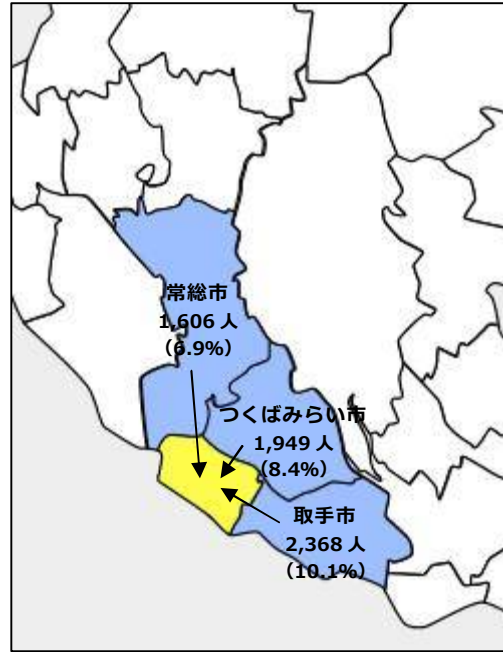 常総市
1,606 人
（6.9%）
つくばみらい市
1,949 人
（8.4%）
取手市
2,368 人
（10.1%）